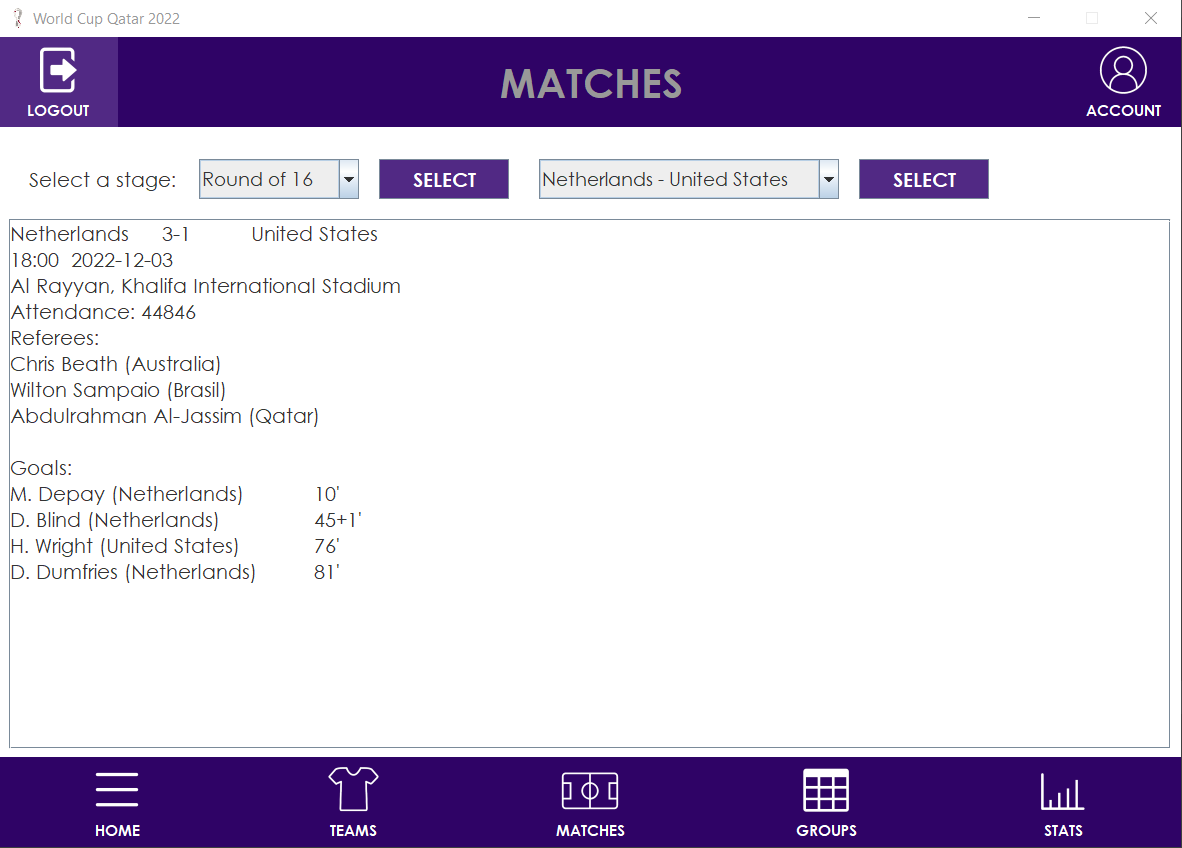 World Cup Qatar 2022
LOGOUT
MATCHES
ACCOUNT
Select a stage: Round of 16 SELECT Netherlands - United States SELECT
Netherlands 3-1 United States
18:00 2022-12-03
Al Rayyan, Khalifa International Stadium
Attendance: 44846
Referees:
Chris Beath (Australia)
Wilton Sampaio (Brasil)
Abdulrahman Al-Jassim (Qatar)
Goals:
M. Depay (Netherlands) 10'
D. Blind (Netherlands) 45+1'
H. Wright (United States) 76'
D. Dumfries (Netherlands) 81'
HOME TEAMS MATCHES GROUPS STATS